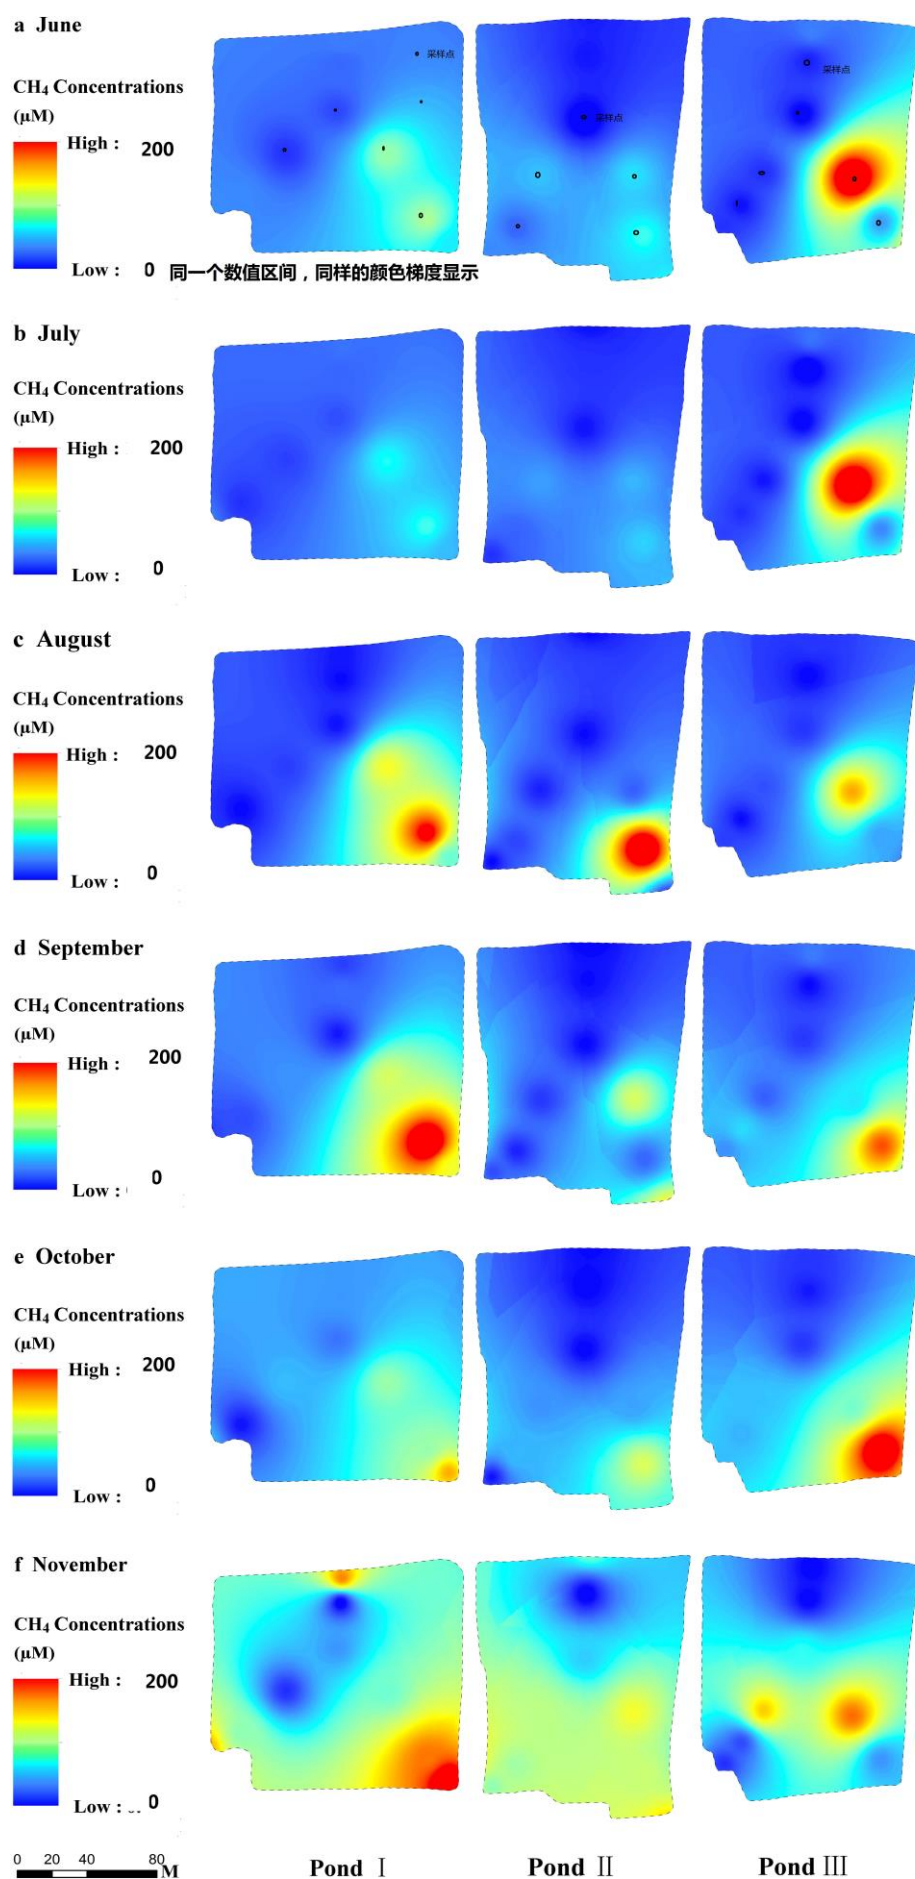 a June
CH₄ Concentrations
(μM)
High : 200
Low : 0
采样点
采样点
采样点
同一个数值区间，同样的颜色梯度显示
b July
CH₄ Concentrations
(μM)
High : 200
Low : 0
c August
CH₄ Concentrations
(μM)
High : 200
Low : 0
d September
CH₄ Concentrations
(μM)
High : 200
Low : 0
e October
CH₄ Concentrations
(μM)
High : 200
Low : 0
f November
CH₄ Concentrations
(μM)
High : 200
Low : 0
0 20 40 80
M
Pond Ⅰ Pond Ⅱ Pond Ⅲ